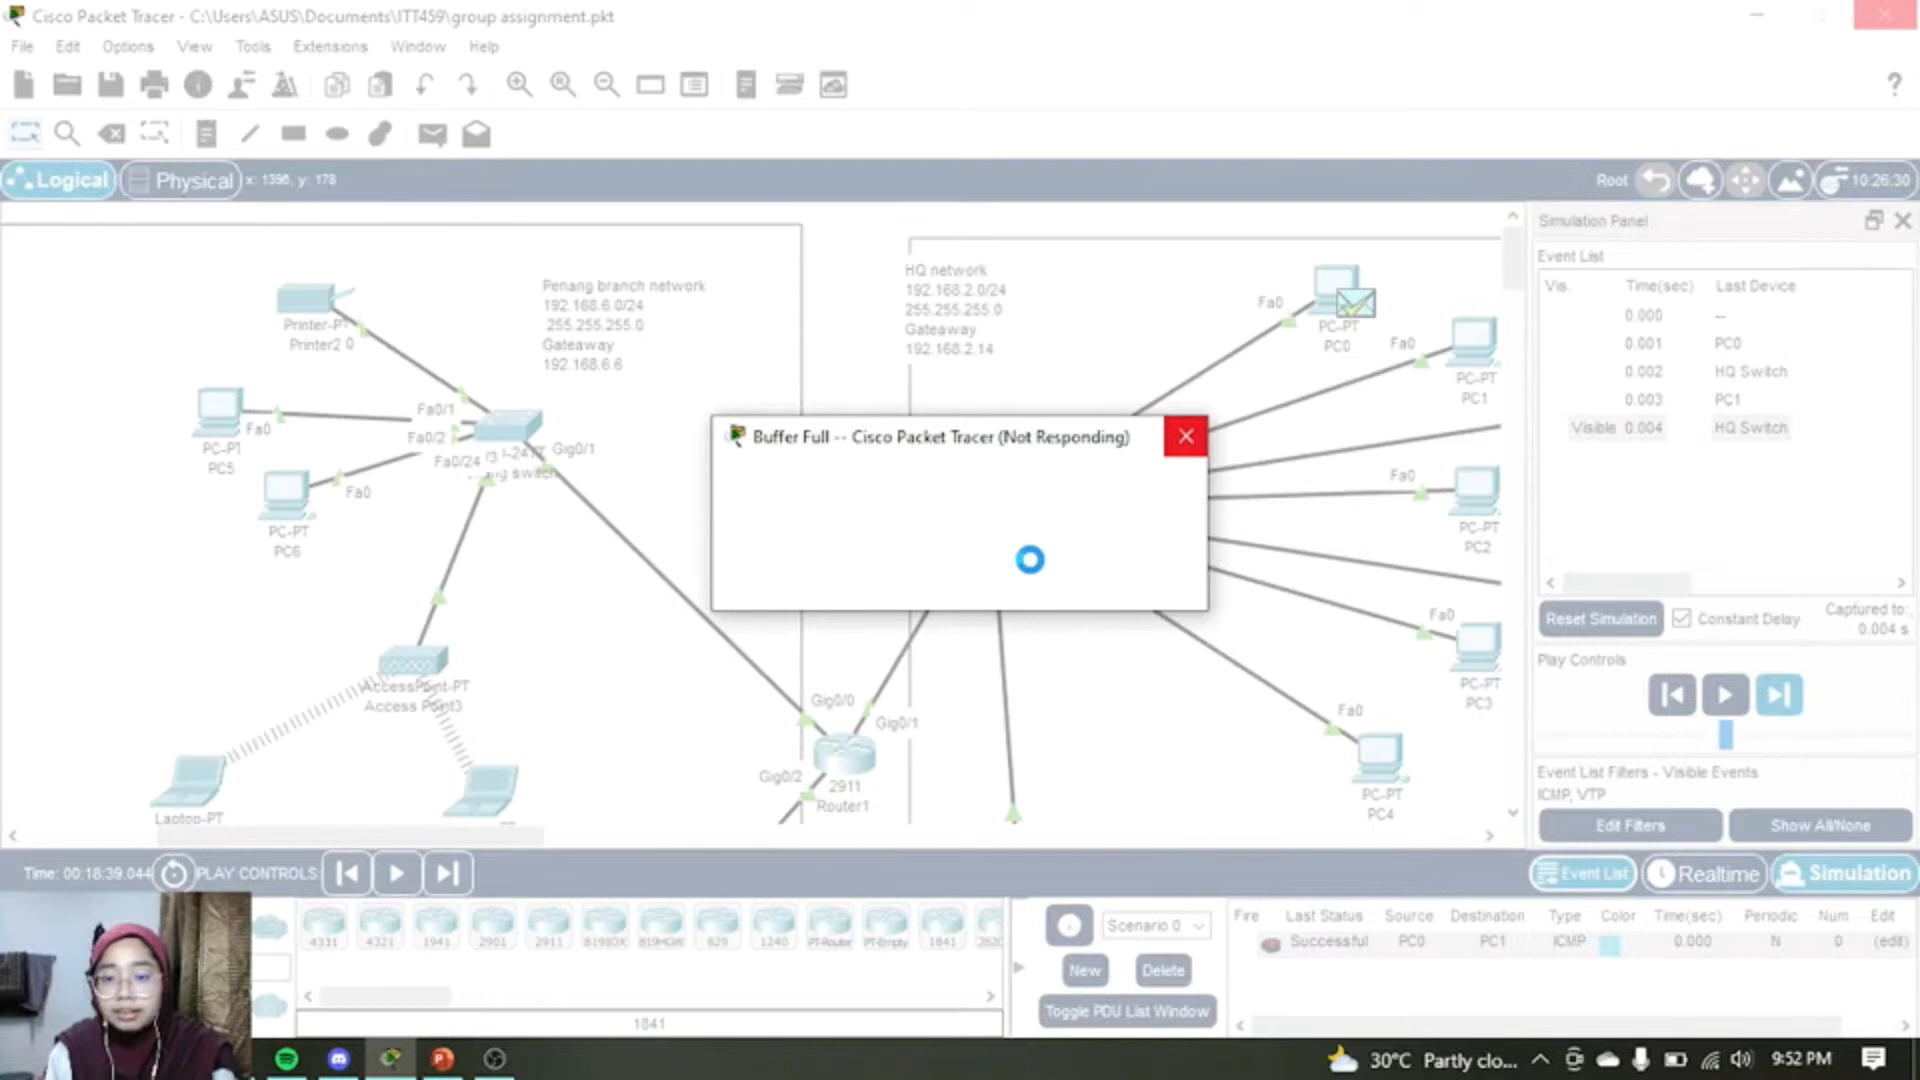 Cisco Packet Tracer - C:\Users\ASUS\Documents\ITT459\group assignment.pkt
File Edit Options View Tools Extensions Window Help
?
Logical Physical x: 1396, y: 178 Root 10:26:30
Simulation Panel
Event List
Vis. Time(sec) Last Device
0.000 --
0.001 PC0
0.002 HQ Switch
0.003 PC1
Visible 0.004 HQ Switch
Reset Simulation Constant Delay Captured to:
0.004 s
Play Controls
Event List Filters - Visible Events
ICMP, VTP
Edit Filters Show All/None
Penang branch network
192.168.6.0/24
255.255.255.0
Gateaway
192.168.6.6
HQ network
192.168.2.0/24
255.255.255.0
Gateaway
192.168.2.14
Printer2 0
Fa0/1
Fa0/2
Fa0/24
Gig0/1
Fa0
PC-PT
PC5
Fa0
PC-PT
PC6
AccessPoint-PT
Access Point3
Laptop-PT
Gig0/0
Gig0/1
Gig0/2
2911
Router1
Fa0
PC-PT
PC0
Fa0
PC-PT
PC1
Fa0
PC-PT
PC2
Fa0
PC-PT
PC3
Fa0
PC-PT
PC4
Buffer Full -- Cisco Packet Tracer (Not Responding)
Time: 00:18:39.044 PLAY CONTROLS: Event List Realtime Simulation
4331 4321 1941 2901 2911 819IOX 819HGW 829 1240 PT-Router PT-Empty 1841
1841
Scenario 0
New Delete
Toggle PDU List Window
Fire Last Status Source Destination Type Color Time(sec) Periodic Num Edit
Successful PC0 PC1 ICMP 0.000 N 0 (edit)
30°C Partly clo... 9:52 PM